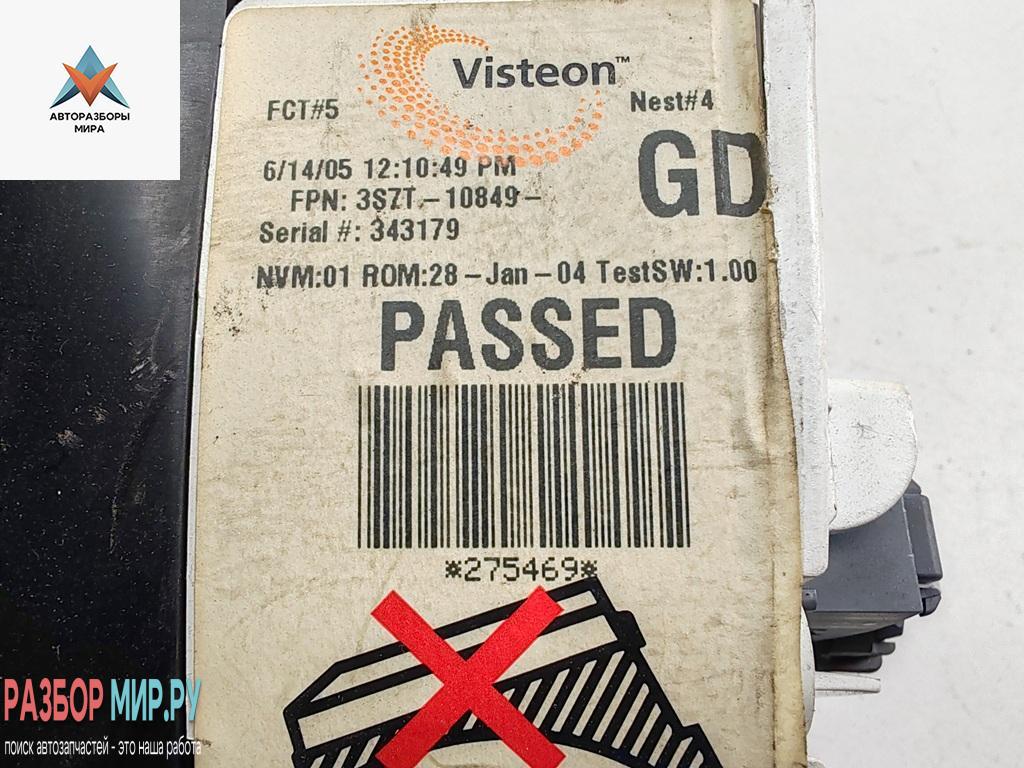 АВТОРАЗБОРЫ
МИРА
Visteon™
FCT#5
Nest#4
GD
6/14/05 12:10:49 PM
FPN: 3S7T-10849-
Serial #: 343179
NVM:01 ROM:28-Jan-04 TestSW:1.00
PASSED
*275469*
РАЗБОР МИР.РУ
поиск автозапчастей - это наша работа